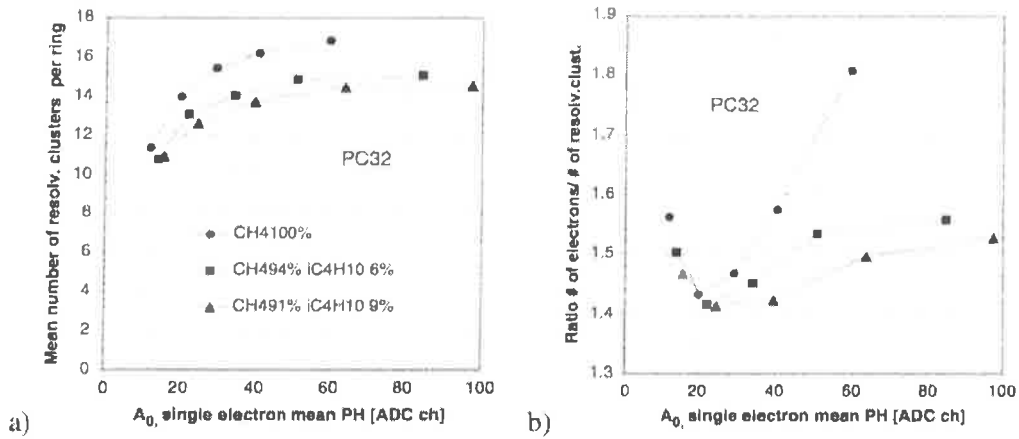 18
16
14
12
10
8
6
4
2
0
Mean number of resolv. clusters per ring
PC32
CH4100%
CH494% iC4H10 6%
CH491% iC4H10 9%
0 20 40 60 80 100
A0, single electron mean PH [ADC ch]
a)
1.9
1.8
1.7
1.6
1.5
1.4
1.3
Ratio # of electrons/ # of resolv.clust.
PC32
0 20 40 60 80 100
A0, single electron mean PH [ADC ch]
b)